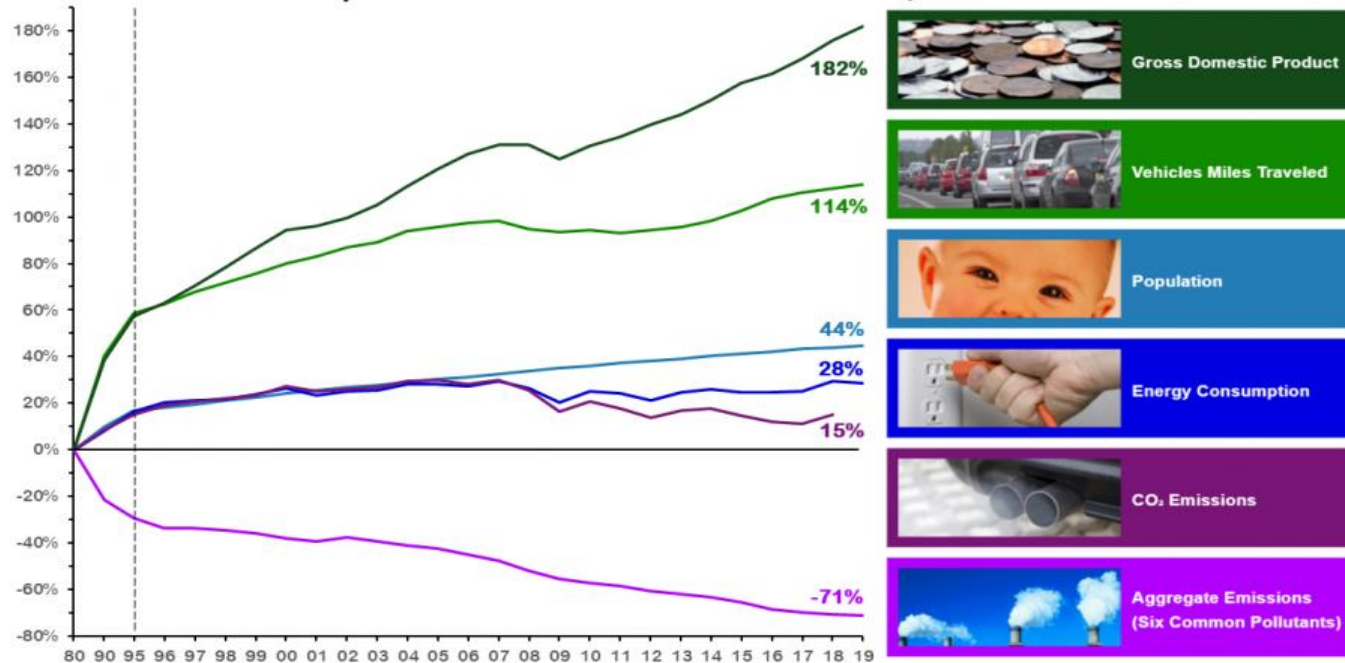 180%
160%
140%
120%
100%
80%
60%
40%
20%
0%
-20%
-40%
-60%
-80%
80 90 95 96 97 98 99 00 01 02 03 04 05 06 07 08 09 10 11 12 13 14 15 16 17 18 19
182%
114%
44%
28%
15%
-71%
Gross Domestic Product
Vehicles Miles Traveled
Population
Energy Consumption
CO₂ Emissions
Aggregate Emissions
(Six Common Pollutants)